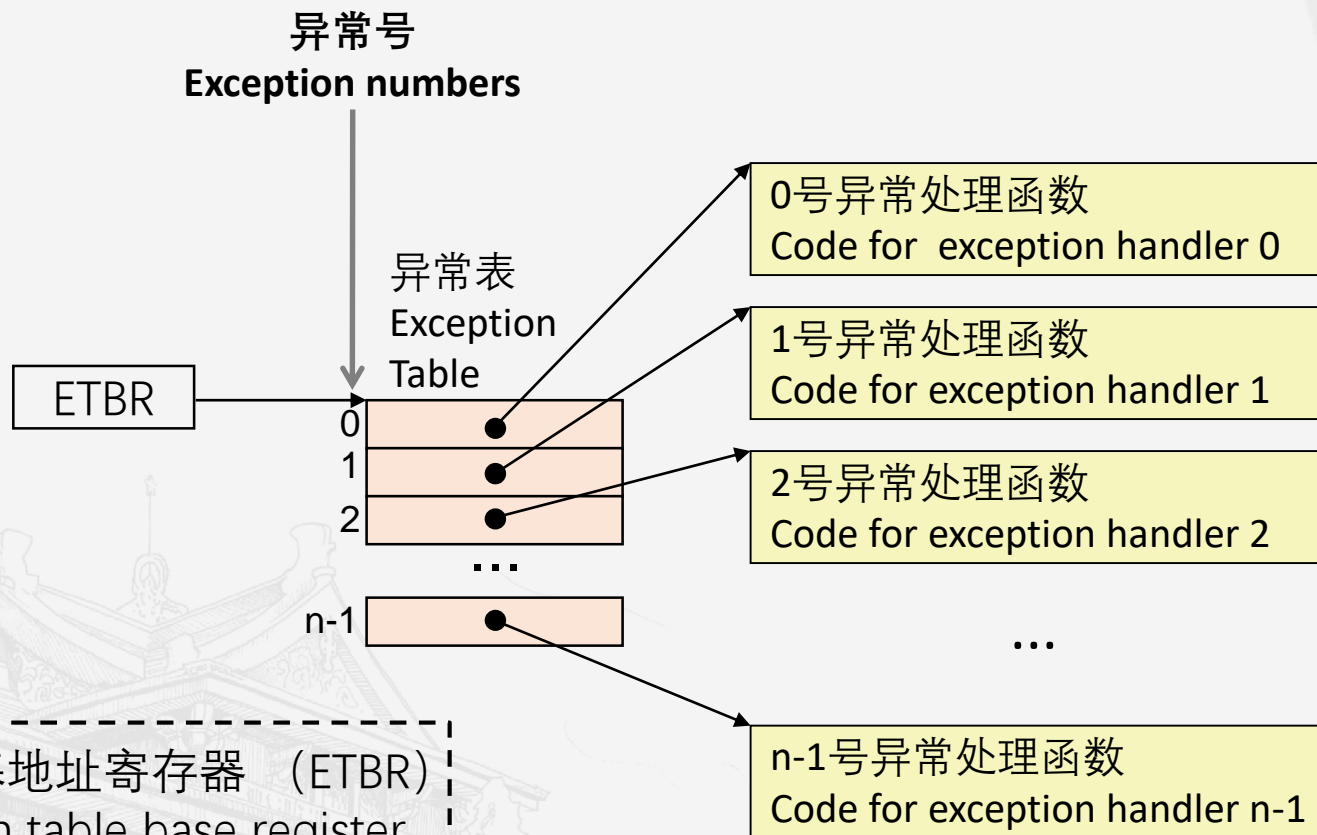 异常号
Exception numbers
0号异常处理函数
Code for  exception handler 0
异常表
Exception
Table
1号异常处理函数
Code for exception handler 1
ETBR
0
1
2
...
n-1
2号异常处理函数
Code for exception handler 2
...
n-1号异常处理函数
Code for exception handler n-1
地址寄存器 （ETBR）
table base register